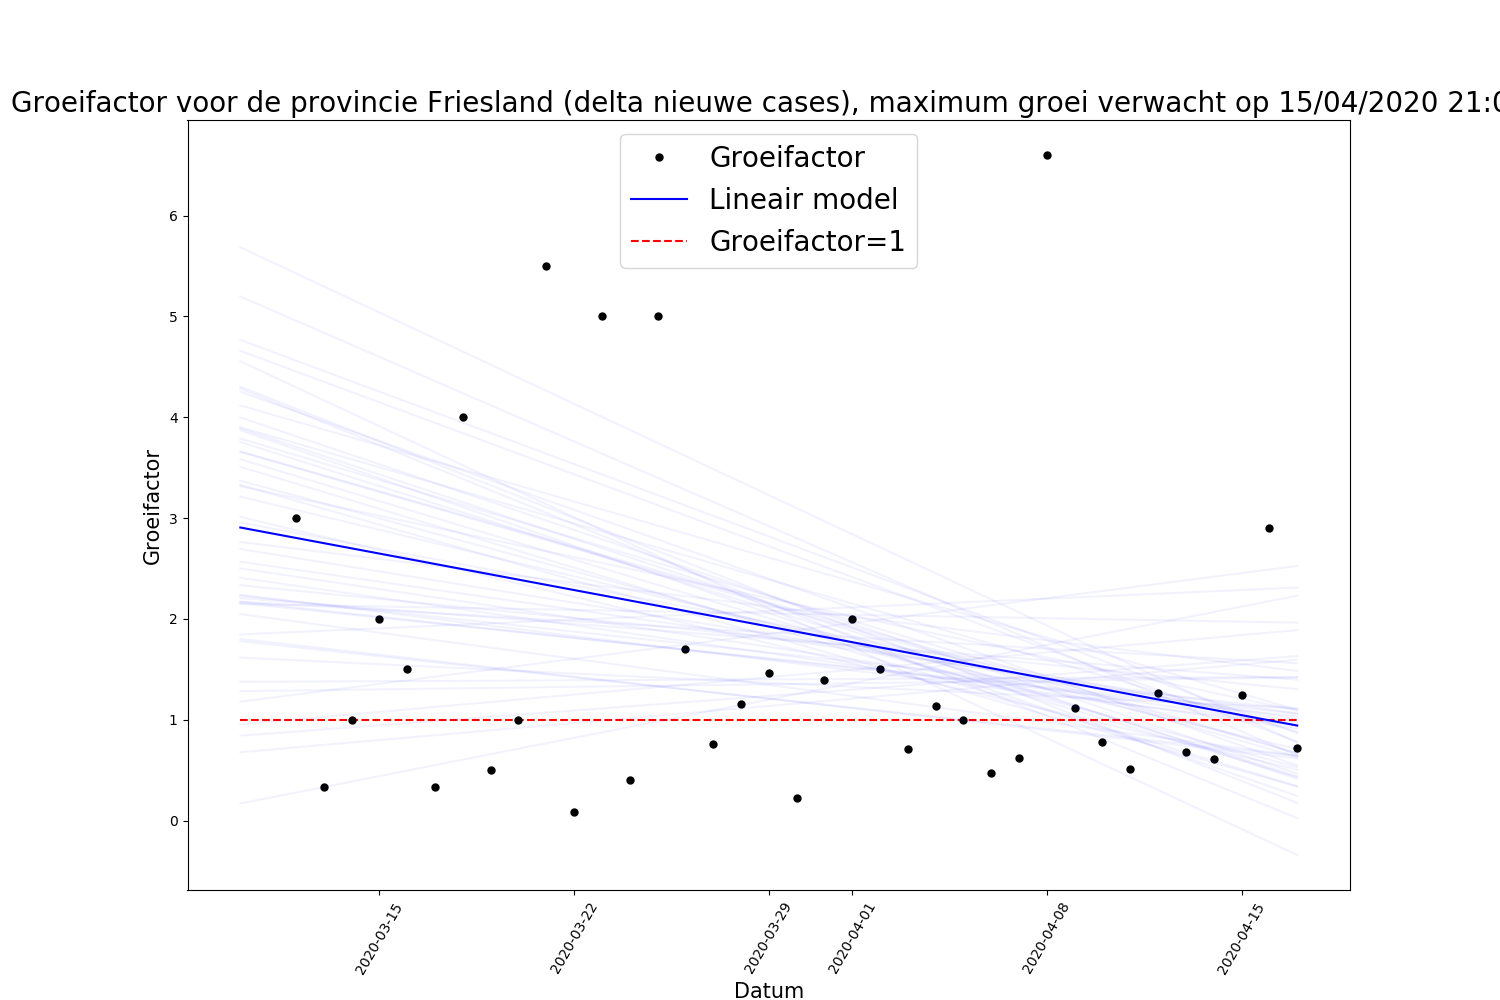 Groeifactor voor de provincie Friesland (delta nieuwe cases), maximum groei verwacht op 15/04/2020
Groeifactor
Lineair model
Groeifactor=1
Groeifactor
6
5
4
3
2
1
0
2020-03-15
2020-03-22
2020-03-29
2020-04-01
2020-04-08
2020-04-15
Datum